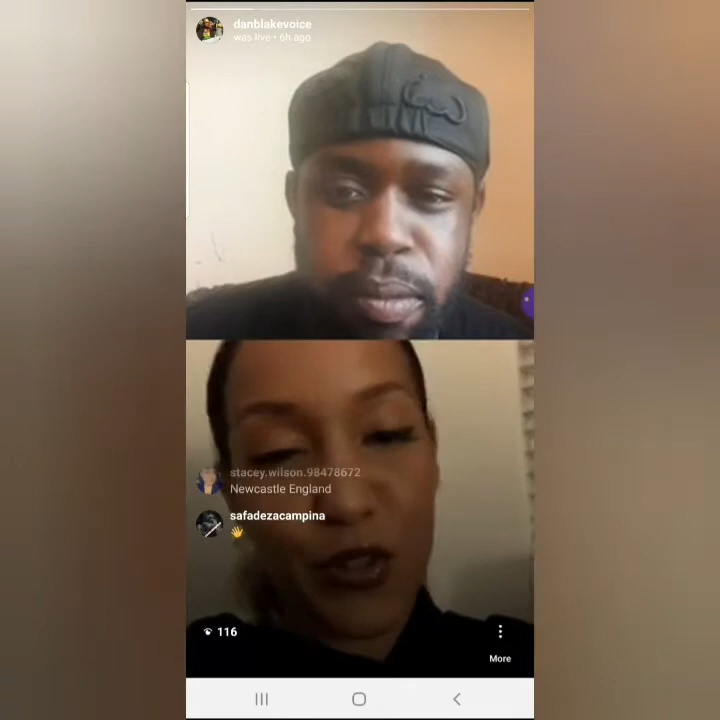 danblakevoice
was live • 6h ago
stacey.wilson.98478672
Newcastle England
safadezacampina
👋
116
More